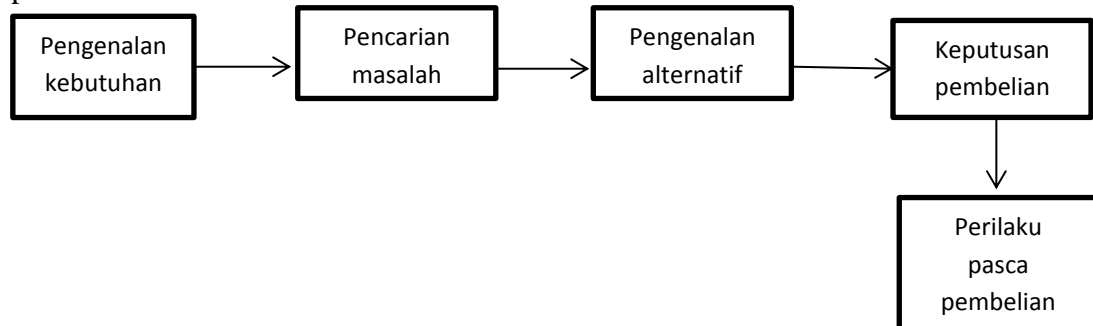 Pengenalan
kebutuhan
Pencarian
masalah
Pengenalan
alternatif
Keputusan
pembelian
Perilaku
pasca
pembelian